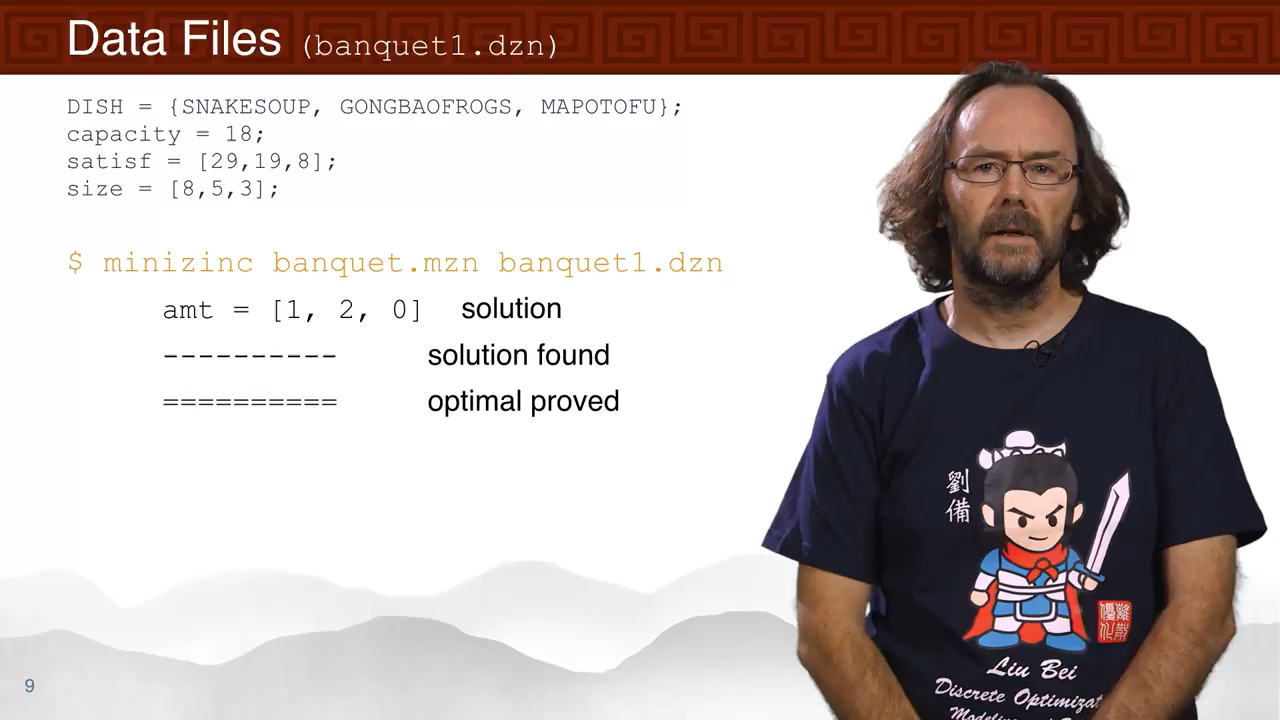 Data Files (banquet1.dzn)
DISH = {SNAKESOUP, GONGBAOFROGS, MAPOTOFU};
capacity = 18;
satisf = [29,19,8];
size = [8,5,3];
$ minizinc banquet.mzn banquet1.dzn
amt = [1, 2, 0] solution
---------- solution found
========== optimal proved
劉備
Liu Bei
Discrete
9